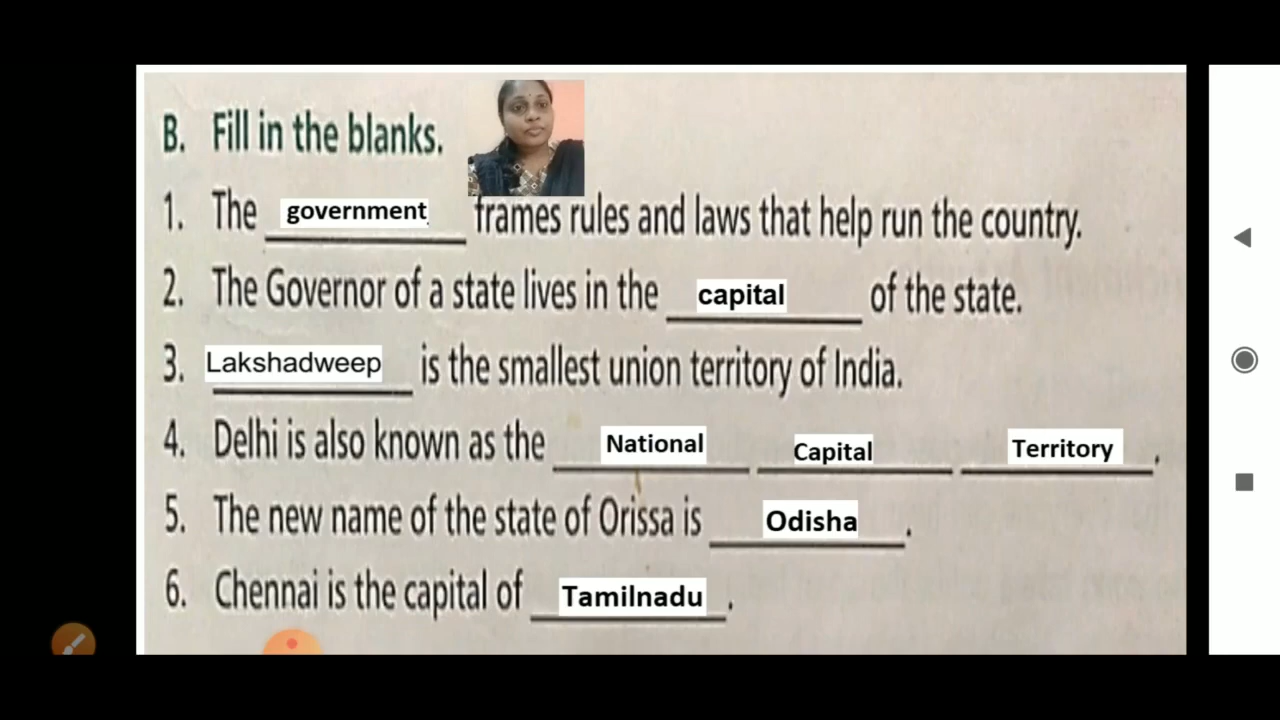 B. Fill in the blanks.
1. The government frames rules and laws that help run the country.
2. The Governor of a state lives in the capital of the state.
3. Lakshadweep is the smallest union territory of India.
4. Delhi is also known as the National Capital Territory.
5. The new name of the state of Orissa is Odisha.
6. Chennai is the capital of Tamilnadu.